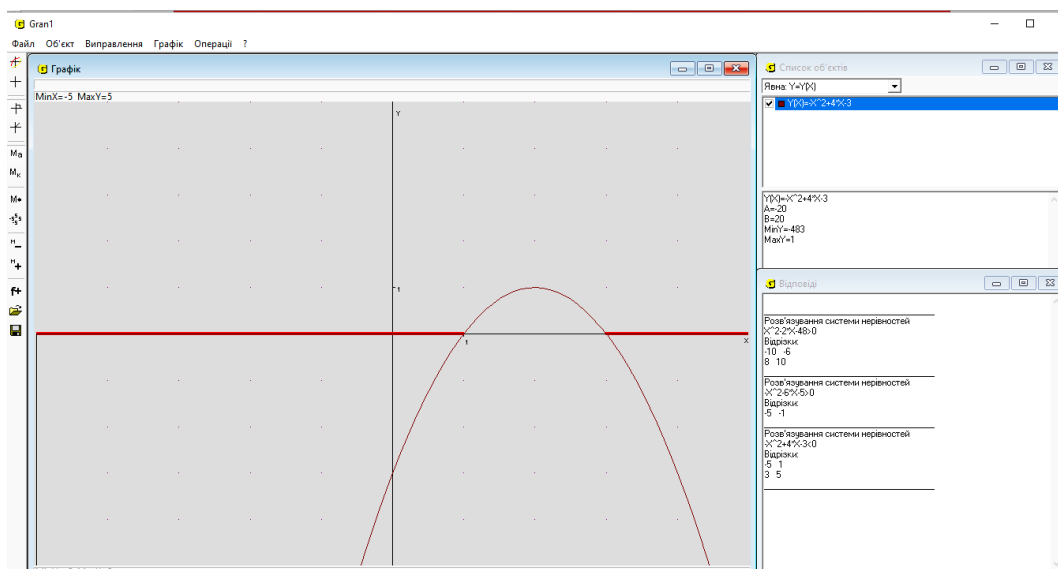 Gran1
Файл Об'єкт Виправлення Графік Операції ?
Графік
MinX=-5 MaxY=5
Y
1
1
X
Список об'єктів
Явна: Y=Y(X)
Y(X)=-X^2+4*X-3
Y(X)=-X^2+4*X-3
A=-20
B=20
MinY=-483
MaxY=1
Відповіді
Розв'язування системи нерівностей
X^2-2*X-48>0
Відрізки:
-10 -6
8 10
Розв'язування системи нерівностей
-X^2-6*X-5>0
Відрізки:
-5 -1
Розв'язування системи нерівностей
-X^2+4*X-3<0
Відрізки:
-5 1
3 5